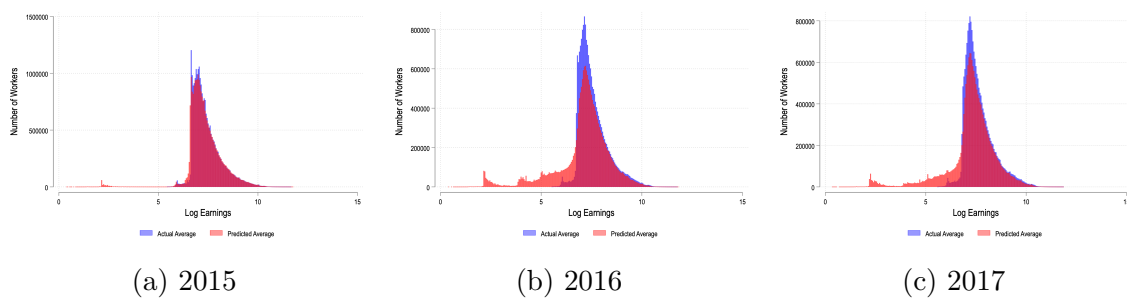 1500000
1000000
500000
0
Number of Workers
0 5 10 15
Log Earnings
Actual Average Predicted Average
(a) 2015
800000
600000
400000
200000
0
Number of Workers
0 5 10 15
Log Earnings
Actual Average Predicted Average
(b) 2016
800000
600000
400000
200000
0
Number of Workers
0 5 10 15
Log Earnings
Actual Average Predicted Average
(c) 2017